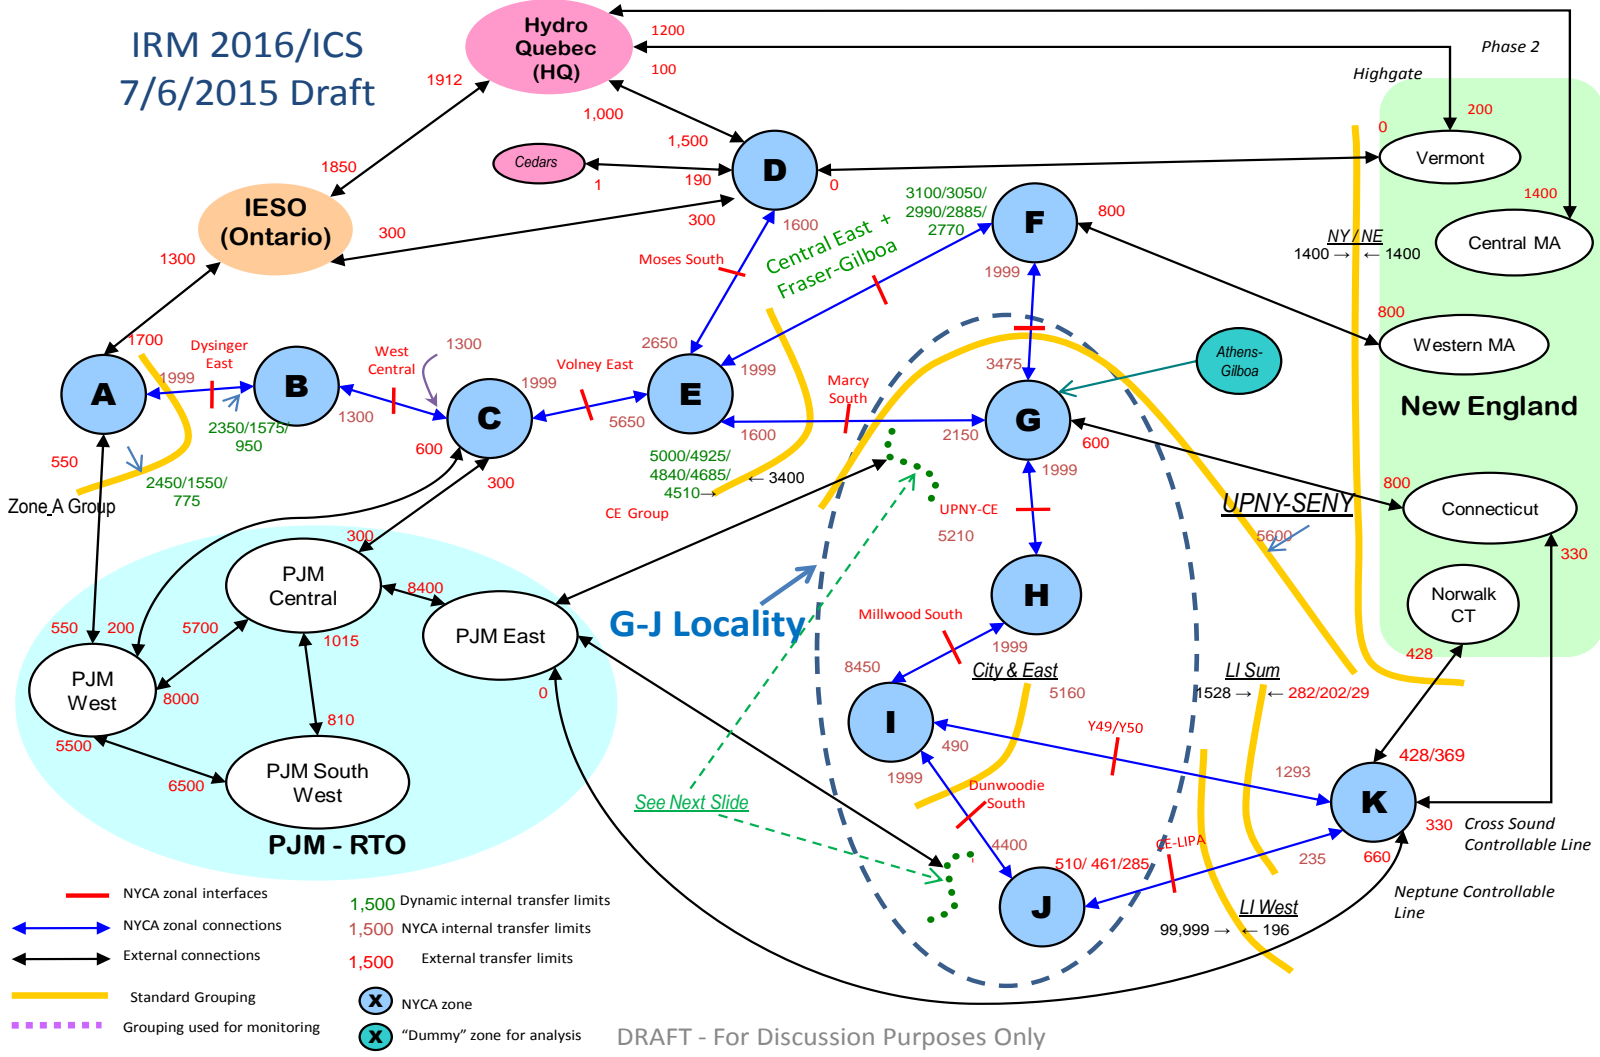 IRM 2016/ICS
7/6/2015 Draft
Hydro
Quebec
(HQ)
1200
100
Phase 2
Highgate
1912
1,000
1,500
200
0
Vermont
Cedars
1
190
D
0
1850
IESO
(Ontario)
300
300
1600
3100/3050/
2990/2885/
2770
F
800
1400
Central MA
NY / NE
1400 → ← 1400
1300
Moses South
Central East +
Fraser-Gilboa
1999
1700
Dysinger
East
West
Central
1300
Volney East
2650
1999
Marcy
South
3475
Athens-
Gilboa
800
Western MA
A
1999
B
1300
C
1999
5650
E
1600
2150
G
600
New England
2350/1575/
950
550
2450/1550/
775
Zone_A Group
600
300
5000/4925/
4840/4685/
4510→
← 3400
CE Group
1999
UPNY-CE
5210
UPNY-SENY
5600
800
Connecticut
330
300
PJM
Central
8400
PJM East
H
Norwalk
CT
G-J Locality
Millwood South
1999
550
200
5700
1015
PJM
West
8000
0
8450
City & East
5160
LI Sum
1528 → ← 282/202/29
428
5500
810
6500
PJM South
West
PJM - RTO
I
490
Y49/Y50
1999
1293
428/369
K
See Next Slide
Dunwoodie
South
4400
510/ 461/285
CE-LIPA
235
660
330
Cross Sound
Controllable Line
Neptune Controllable
Line
J
LI West
99,999 → ← 196
NYCA zonal interfaces
NYCA zonal connections
External connections
Standard Grouping
Grouping used for monitoring
1,500 Dynamic internal transfer limits
1,500 NYCA internal transfer limits
1,500 External transfer limits
X NYCA zone
X "Dummy" zone for analysis
DRAFT - For Discussion Purposes Only